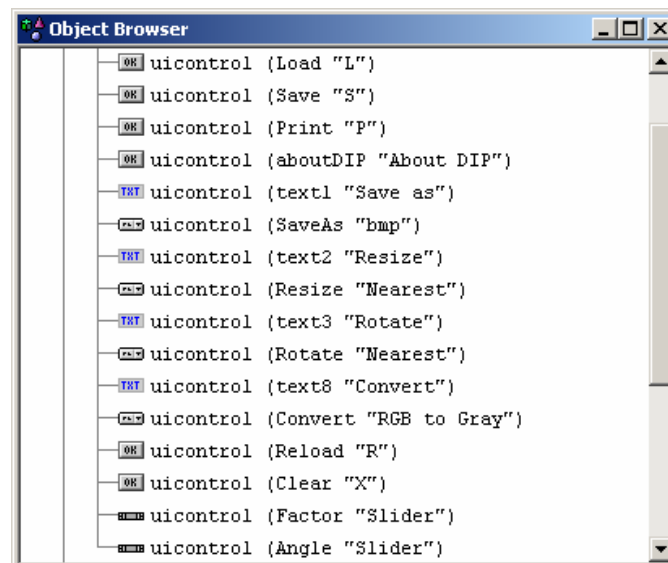 Object Browser
uicontrol (Load "L")
uicontrol (Save "S")
uicontrol (Print "P")
uicontrol (aboutDIP "About DIP")
uicontrol (text1 "Save as")
uicontrol (SaveAs "bmp")
uicontrol (text2 "Resize")
uicontrol (Resize "Nearest")
uicontrol (text3 "Rotate")
uicontrol (Rotate "Nearest")
uicontrol (text8 "Convert")
uicontrol (Convert "RGB to Gray")
uicontrol (Reload "R")
uicontrol (Clear "X")
uicontrol (Factor "Slider")
uicontrol (Angle "Slider")